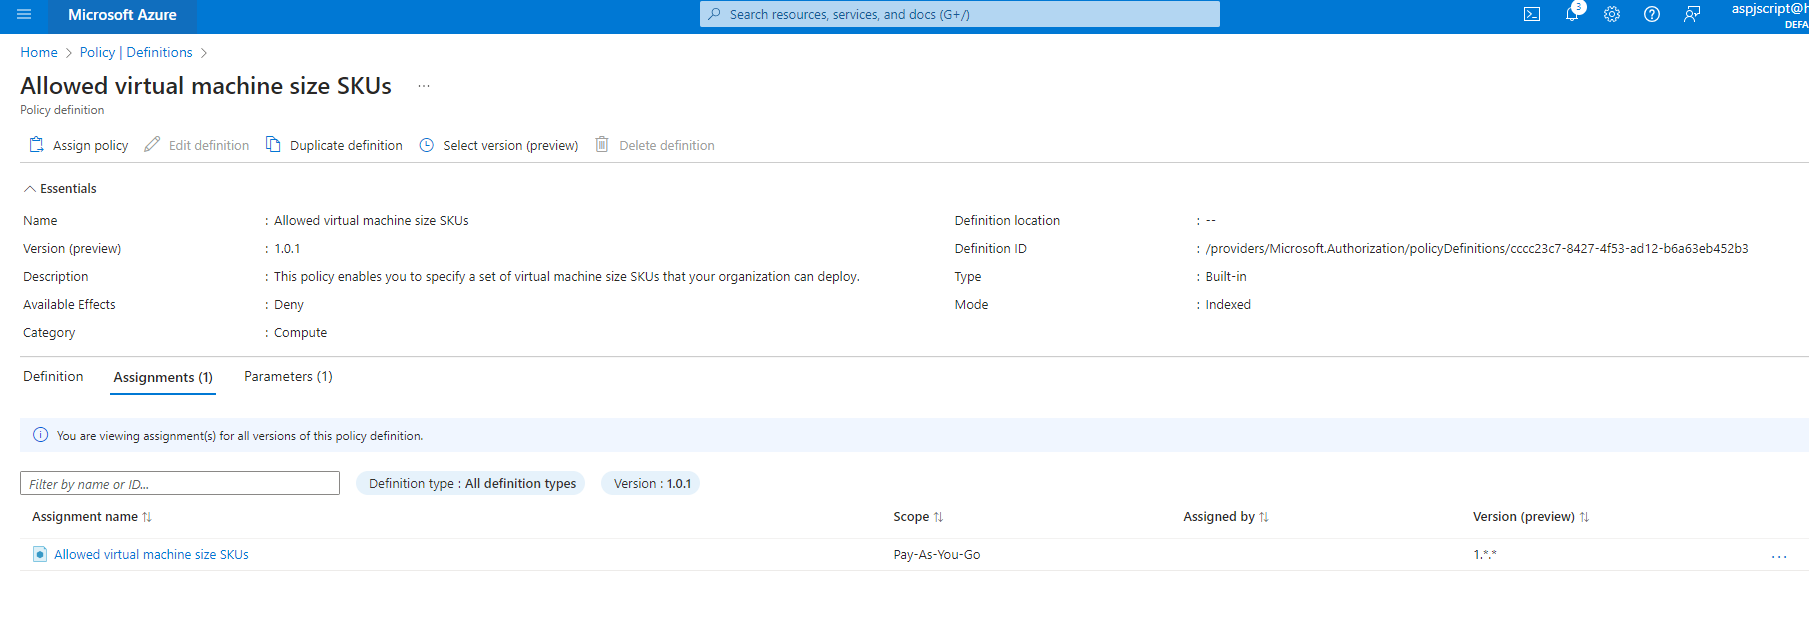 Microsoft Azure
Search resources, services, and docs (G+/)
3
aspjscript@h
DEFA
Home > Policy | Definitions >
Allowed virtual machine size SKUs ...
Policy definition
Assign policy Edit definition Duplicate definition Select version (preview) Delete definition
Essentials
Name : Allowed virtual machine size SKUs
Definition location : --
Version (preview) : 1.0.1
Definition ID : /providers/Microsoft.Authorization/policyDefinitions/cccc23c7-8427-4f53-ad12-b6a63eb452b3
Description : This policy enables you to specify a set of virtual machine size SKUs that your organization can deploy.
Type : Built-in
Available Effects : Deny
Mode : Indexed
Category : Compute
Definition Assignments (1) Parameters (1)
You are viewing assignment(s) for all versions of this policy definition.
Filter by name or ID... Definition type : All definition types Version : 1.0.1
Assignment name Scope Assigned by Version (preview)
Allowed virtual machine size SKUs Pay-As-You-Go 1.*.* ...